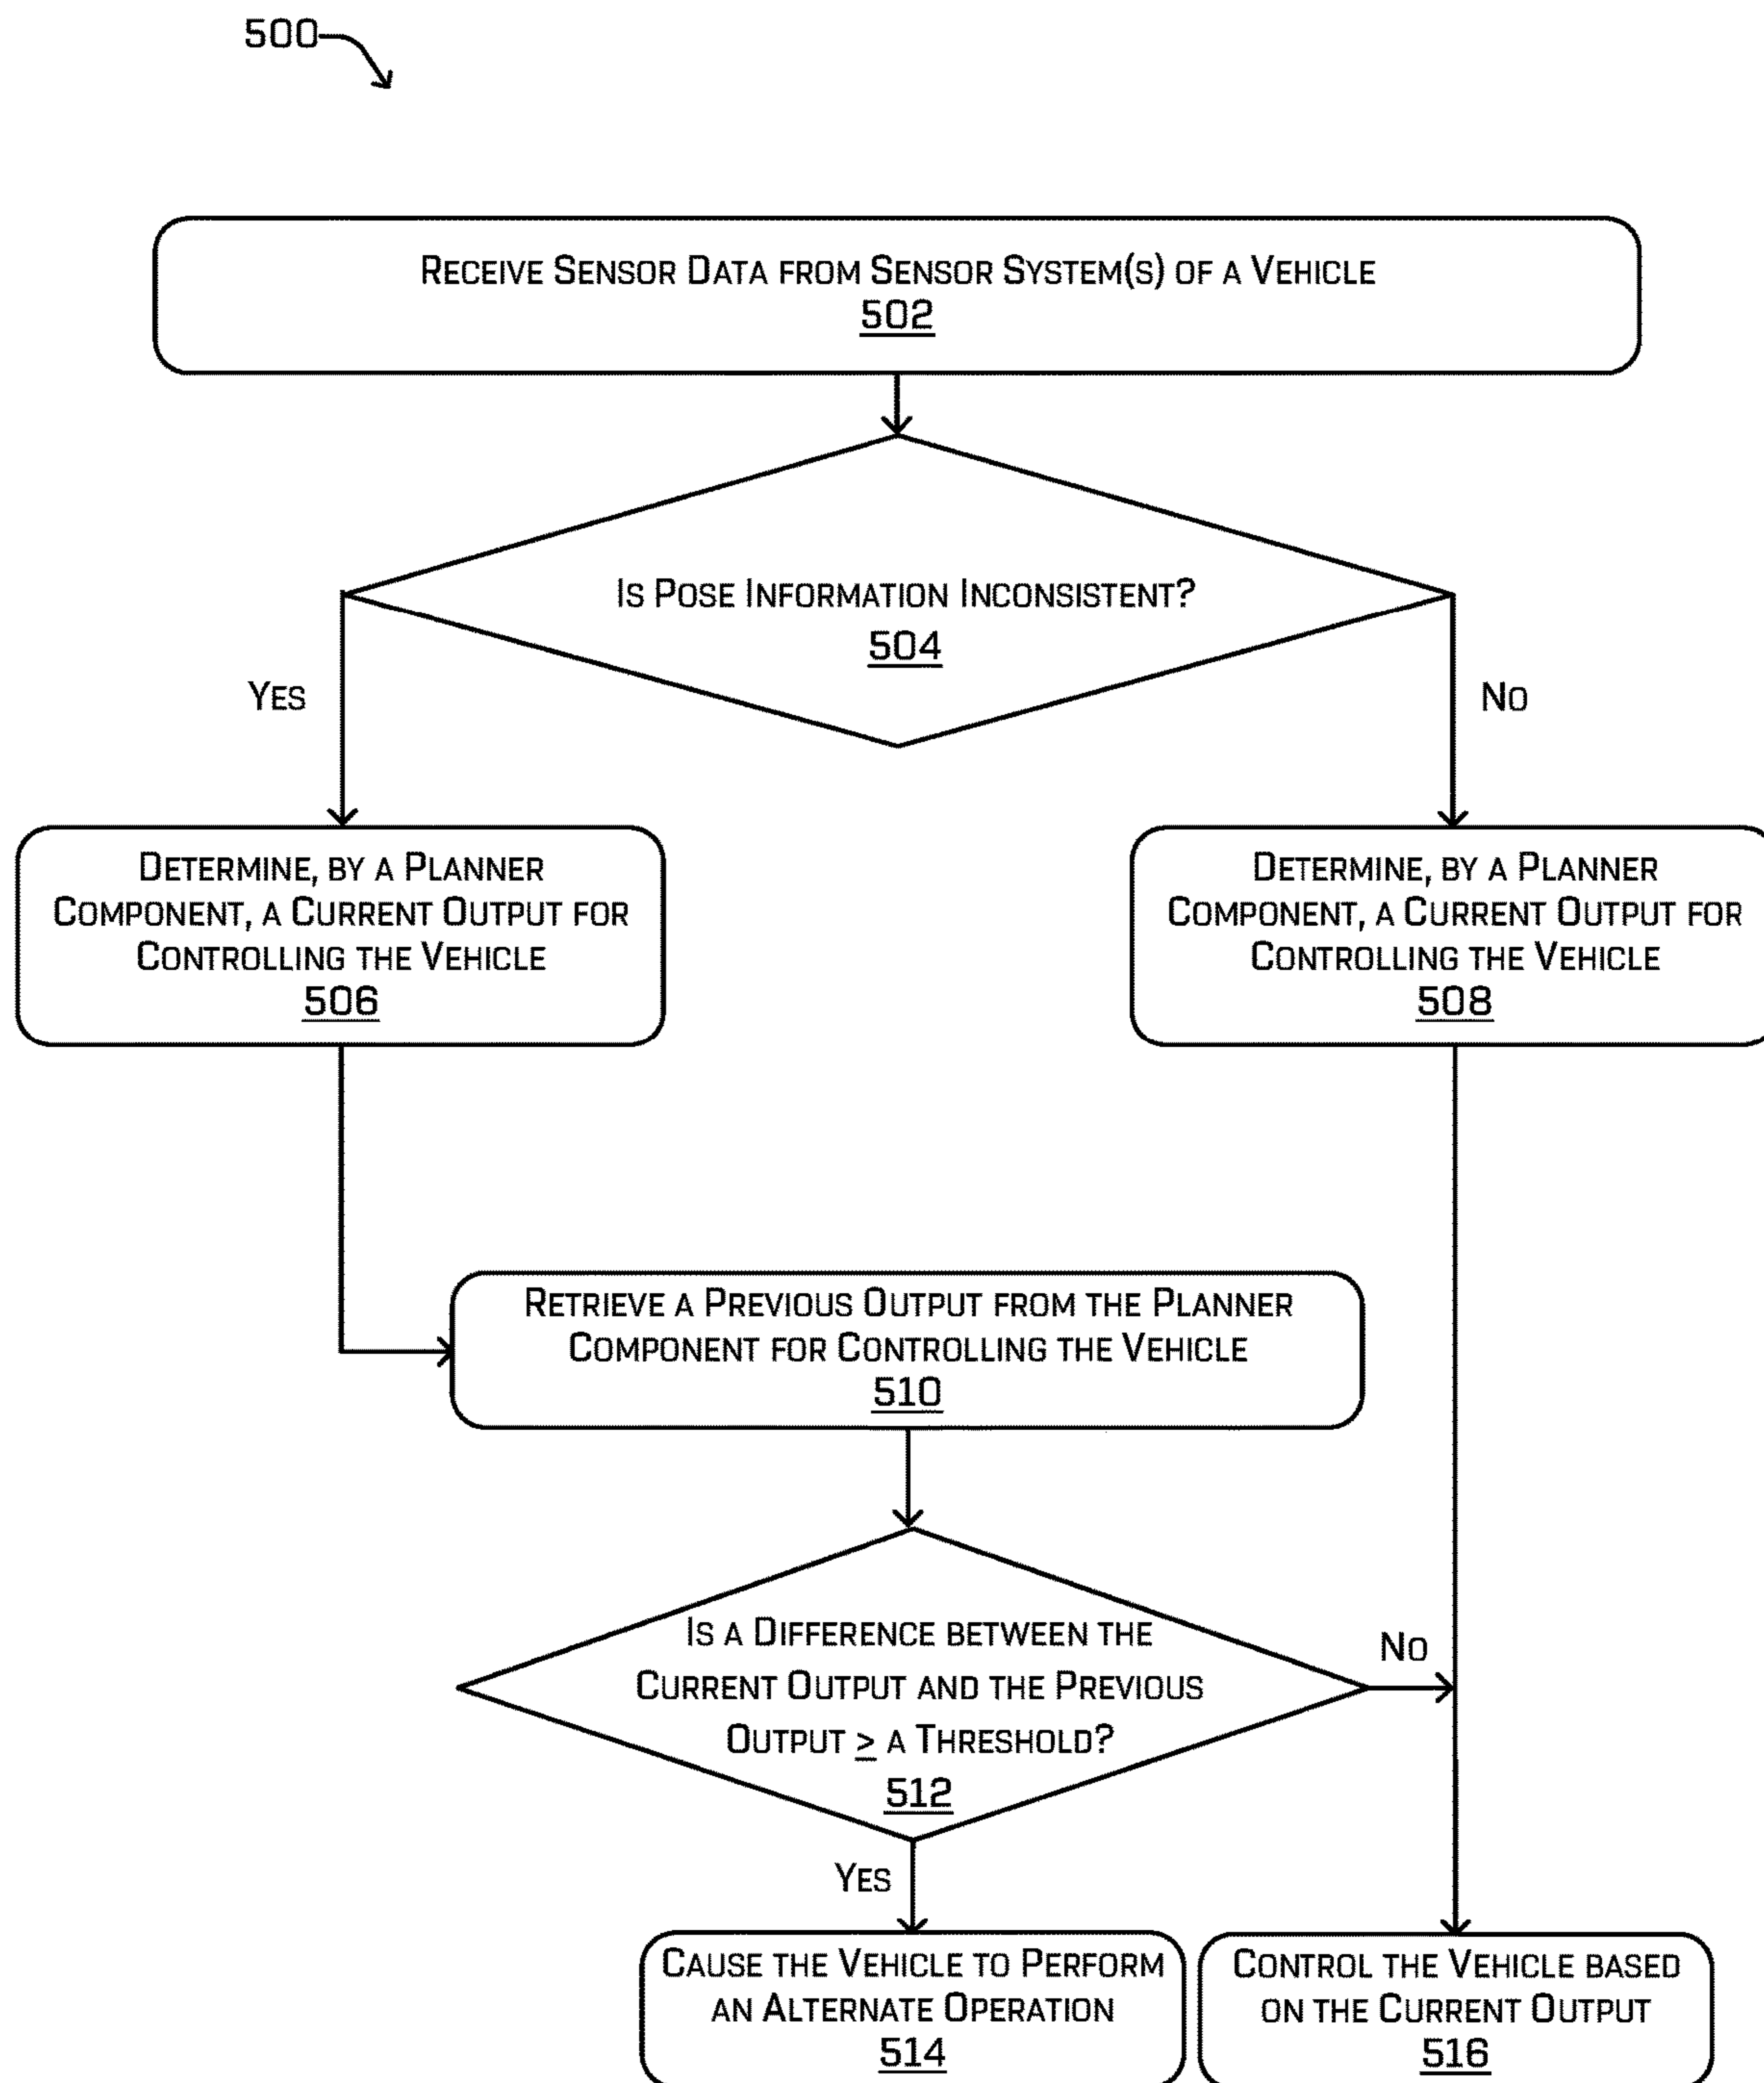 500
RECEIVE SENSOR DATA FROM SENSOR SYSTEM(S) OF A VEHICLE
502
IS POSE INFORMATION INCONSISTENT?
504
YES
NO
DETERMINE, BY A PLANNER
COMPONENT, A CURRENT OUTPUT FOR
CONTROLLING THE VEHICLE
506
DETERMINE, BY A PLANNER
COMPONENT, A CURRENT OUTPUT FOR
CONTROLLING THE VEHICLE
508
RETRIEVE A PREVIOUS OUTPUT FROM THE PLANNER
COMPONENT FOR CONTROLLING THE VEHICLE
510
IS A DIFFERENCE BETWEEN THE
CURRENT OUTPUT AND THE PREVIOUS
OUTPUT ≥ A THRESHOLD?
512
NO
YES
CAUSE THE VEHICLE TO PERFORM
AN ALTERNATE OPERATION
514
CONTROL THE VEHICLE BASED
ON THE CURRENT OUTPUT
516